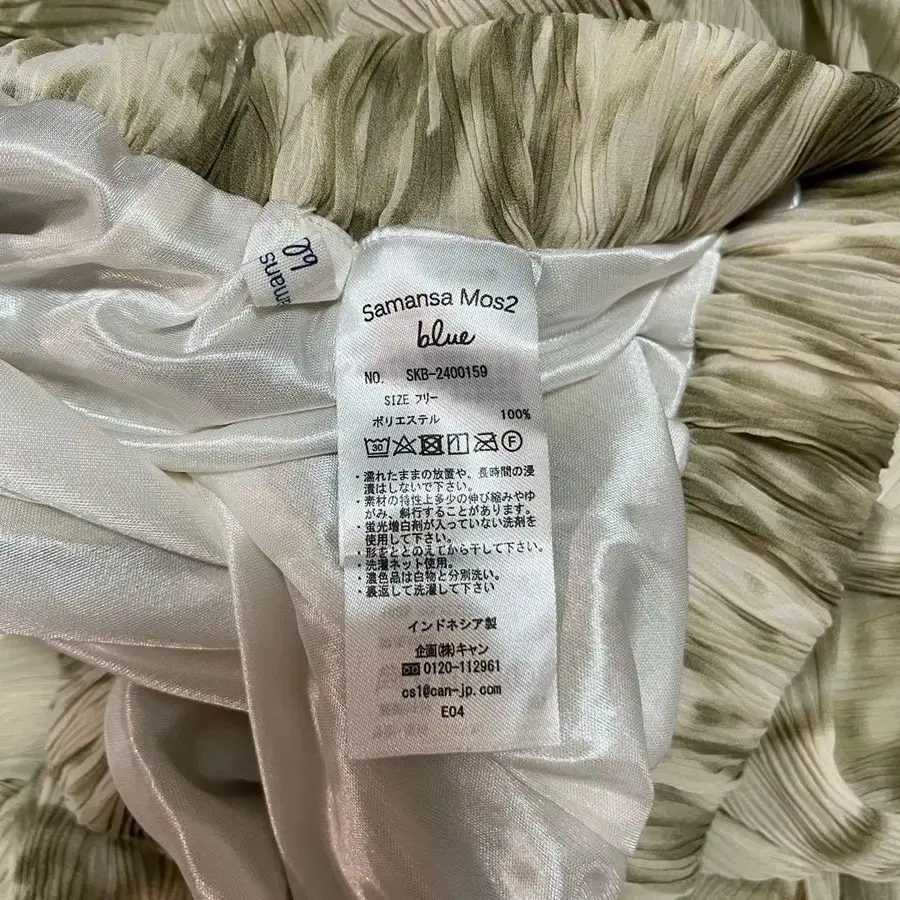 Samansa Mos2
blue
NO. SKB-2400159
SIZE フリー
ポリエステル 100%
30 F
・濡れたままの放置や、長時間の浸
漬はしないで下さい。
・素材の特性上多少の伸び縮みやゆ
がみ、斜行することがあります。
・蛍光増白剤が入っていない洗剤を
使用して下さい。
・形をととのえてから干して下さい。
・洗濯ネット使用。
・濃色品は白物と分別洗い。
・裏返しで洗濯して下さい
インドネシア製
企画(株)キャン
0120-112961
cs1@can-jp.com
E04